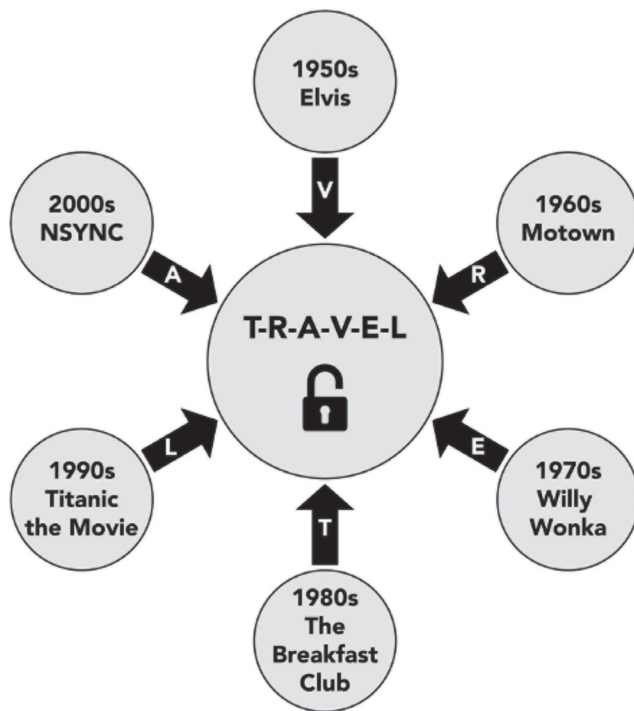 1950s
Elvis
V
2000s
NSYNC
A
1960s
Motown
R
T-R-A-V-E-L
1990s
Titanic
the Movie
L
1970s
Willy
Wonka
E
T
1980s
The
Breakfast
Club